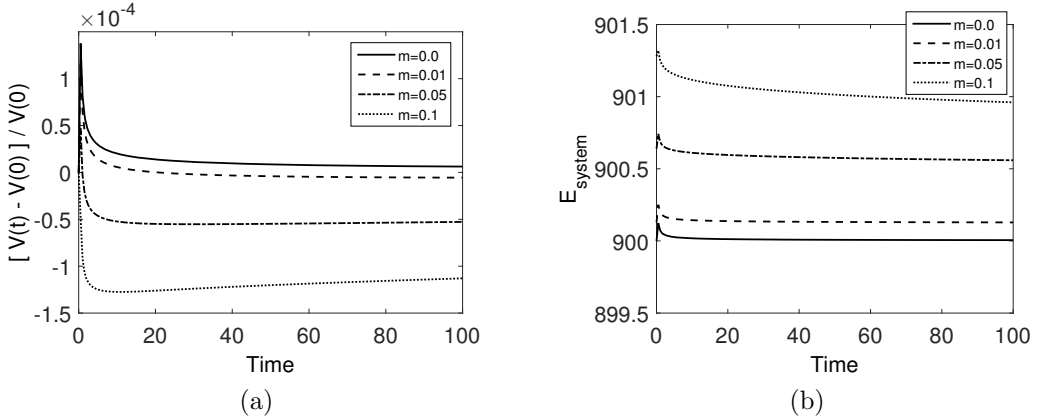 ×10⁻⁴
[ V(t) - V(0) ] / V(0)
1
0.5
0
-0.5
-1
-1.5
0 20 40 60 80 100
Time
m=0.0
m=0.01
m=0.05
m=0.1
(a)
E_system
901.5
901
900.5
900
899.5
0 20 40 60 80 100
Time
m=0.0
m=0.01
m=0.05
m=0.1
(b)